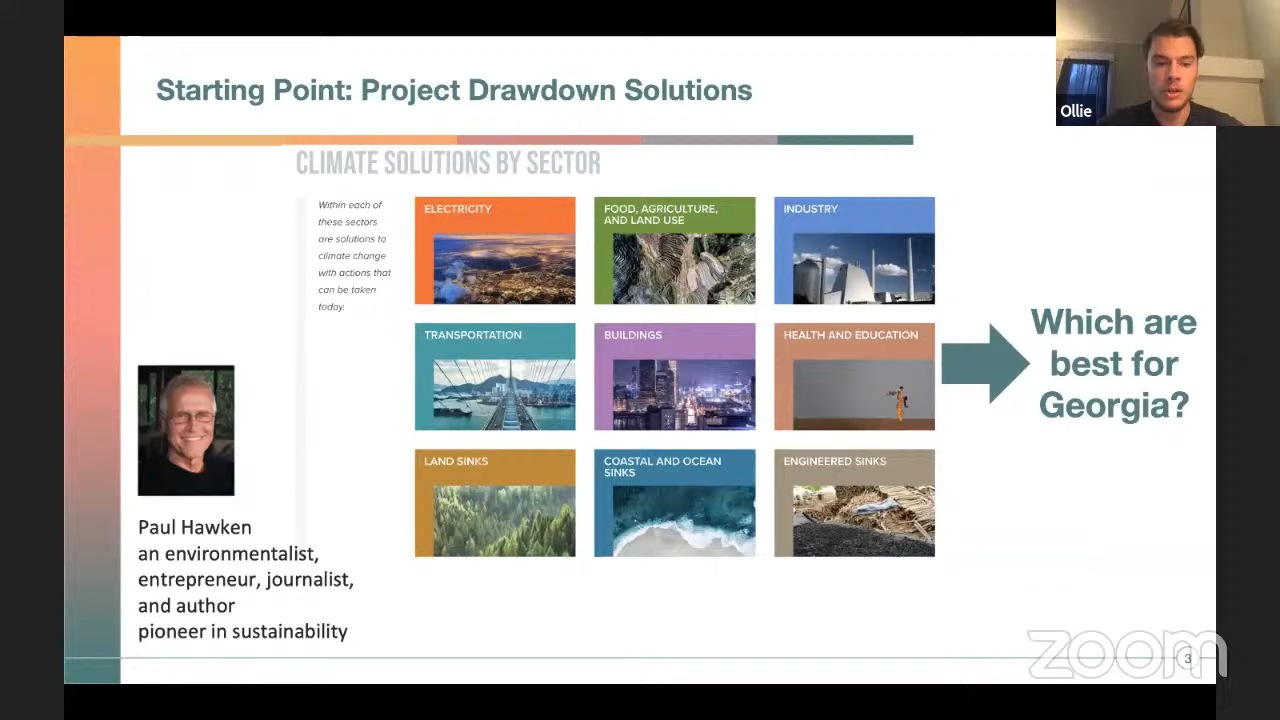 Starting Point: Project Drawdown Solutions
Ollie
CLIMATE SOLUTIONS BY SECTOR
Within each of
these sectors
are solutions to
climate change
with actions that
can be taken
today.
ELECTRICITY
FOOD, AGRICULTURE,
AND LAND USE
INDUSTRY
TRANSPORTATION
BUILDINGS
HEALTH AND EDUCATION
LAND SINKS
COASTAL AND OCEAN
SINKS
ENGINEERED SINKS
Which are
best for
Georgia?
Paul Hawken
an environmentalist,
entrepreneur, journalist,
and author
pioneer in sustainability
zoom
3